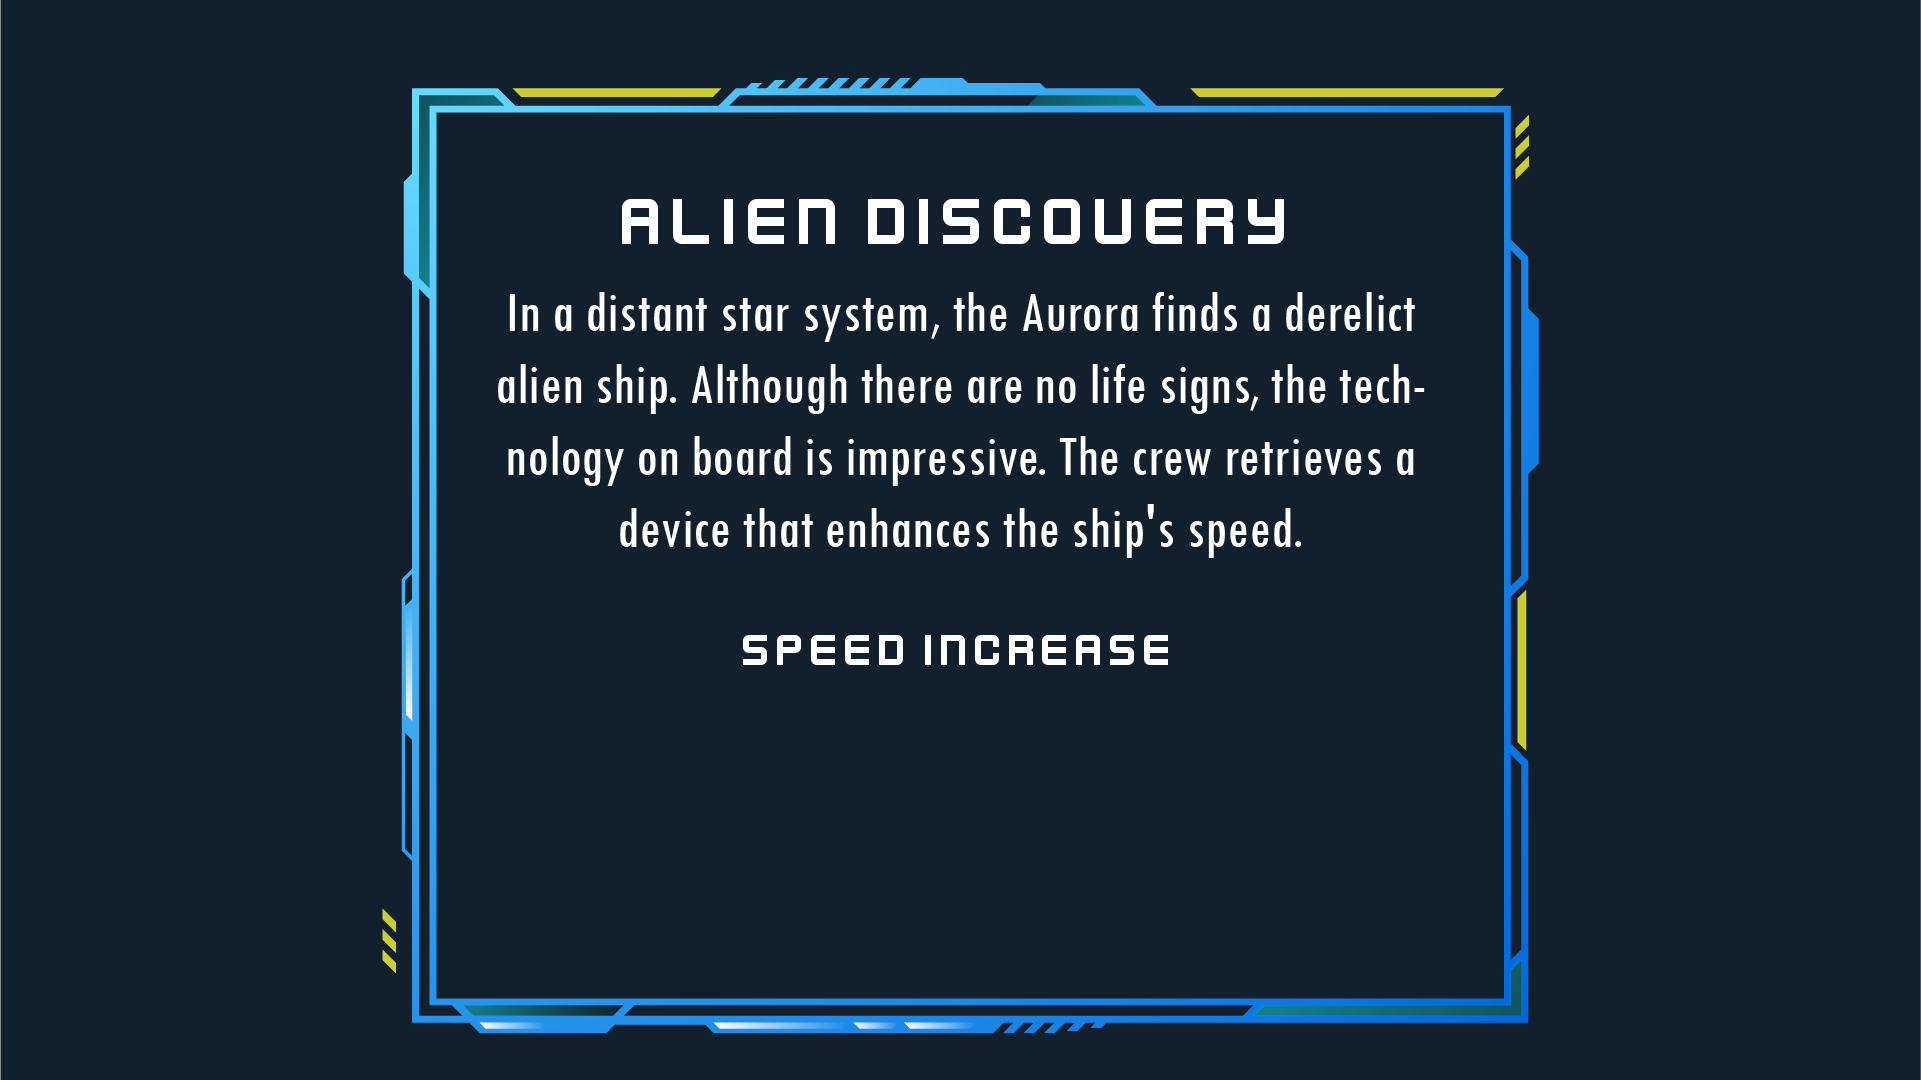 ALIEN DISCOVERY
In a distant star system, the Aurora finds a derelict
alien ship. Although there are no life signs, the tech-
nology on board is impressive. The crew retrieves a
device that enhances the ship's speed.
SPEED INCREASE